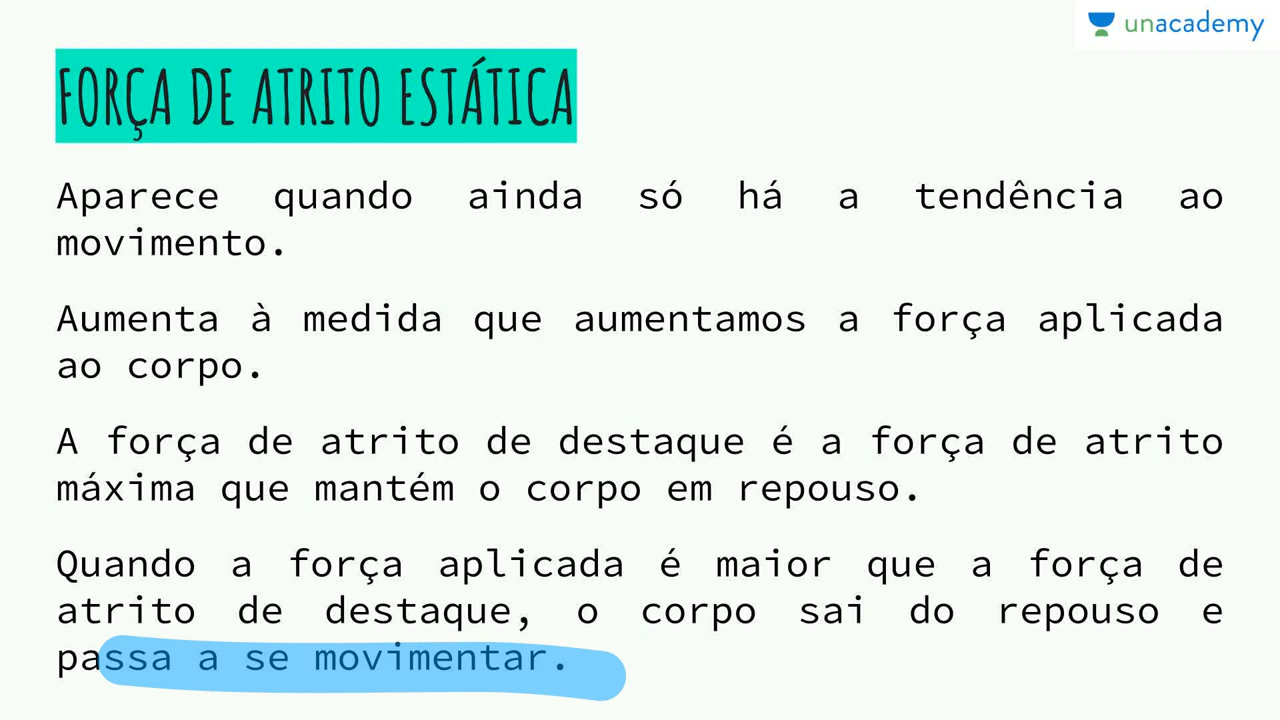 unacademy
FORÇA DE ATRITO ESTÁTICA
Aparece quando ainda só há a tendência ao
movimento.
Aumenta à medida que aumentamos a força aplicada
ao corpo.
A força de atrito de destaque é a força de atrito
máxima que mantém o corpo em repouso.
Quando a força aplicada é maior que a força de
atrito de destaque, o corpo sai do repouso e
passa a se movimentar.